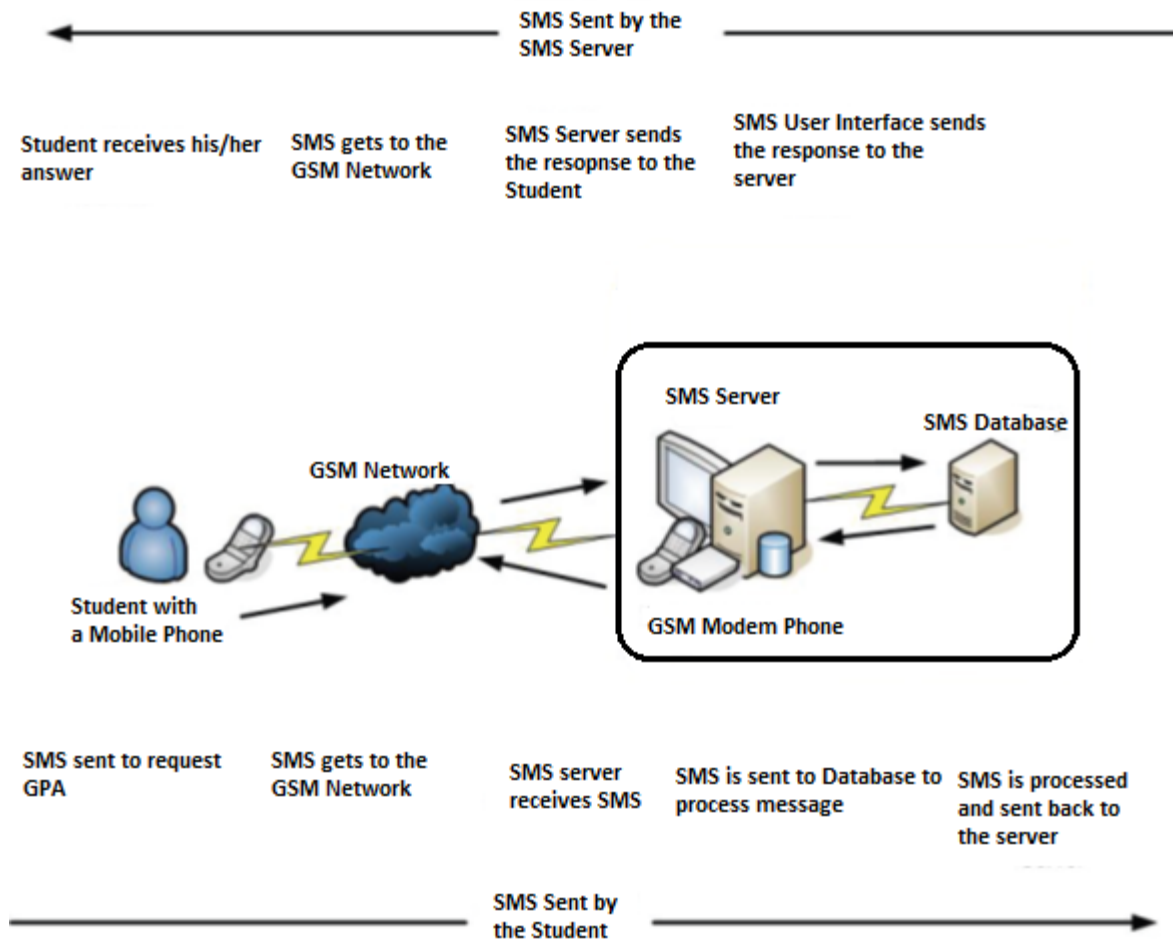 SMS Sent by the
SMS Server
Student receives his/her
answer
SMS gets to the
GSM Network
SMS Server sends
the resopnse to the
Student
SMS User Interface sends
the response to the
server
SMS Server
SMS Database
GSM Network
Student with
a Mobile Phone
GSM Modem Phone
SMS sent to request
GPA
SMS gets to the
GSM Network
SMS server
receives SMS
SMS is sent to Database to
process message
SMS is processed
and sent back to
the server
SMS Sent by
the Student